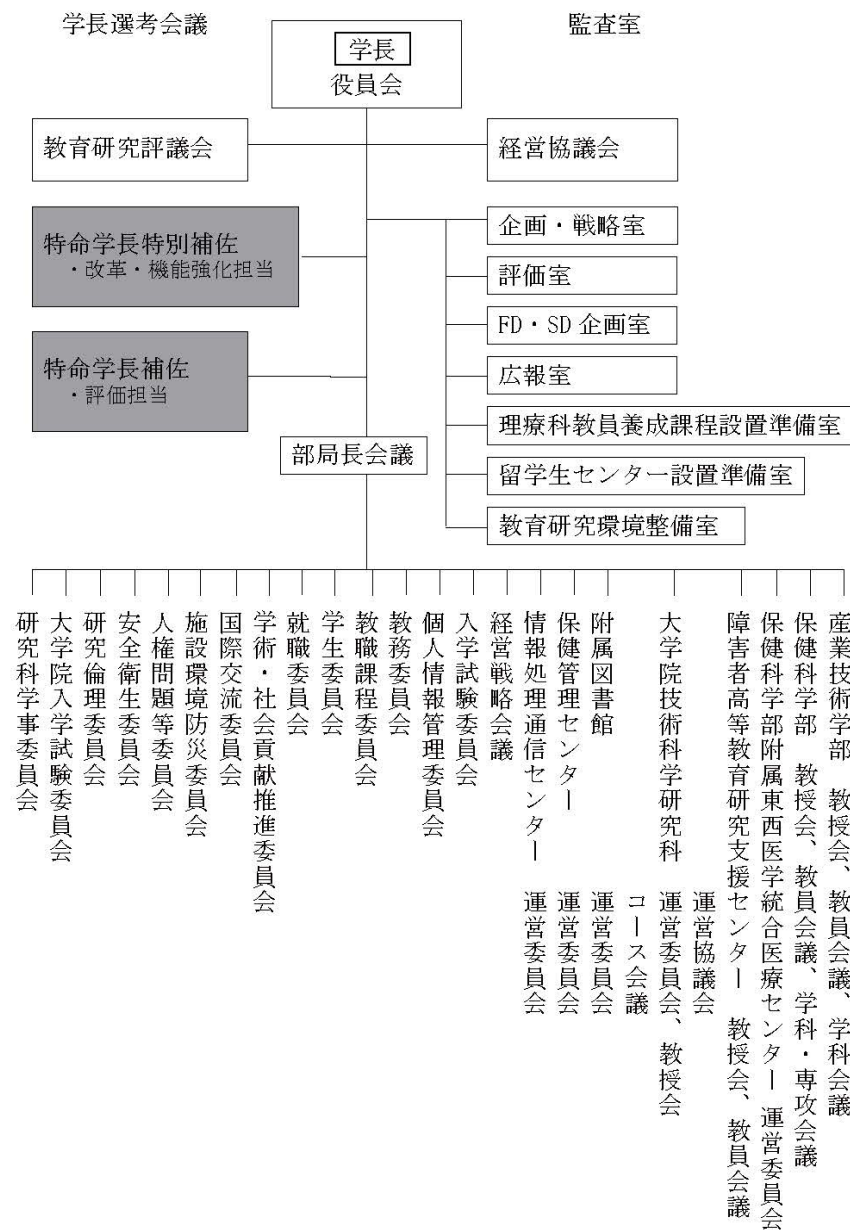 学長選考会議
監査室
学長
役員会
教育研究評議会
経営協議会
特命学長特別補佐
・改革・機能強化担当
企画・戦略室
評価室
FD・SD 企画室
特命学長補佐
・評価担当
広報室
理療科教員養成課程設置準備室
部局長会議
留学生センター設置準備室
教育研究環境整備室
産業技術学部 教授会、教員会議、学科会議
保健科学部 教授会、教員会議、学科・専攻会議
保健科学部附属東西医学統合医療センター 運営委員会
障害者高等教育研究支援センター 教授会、教員会議
運営協議会
大学院技術科学研究科 運営委員会、教授会
コース会議
附属図書館 運営委員会
保健管理センター 運営委員会
情報処理通信センター 運営委員会
経営戦略会議
入学試験委員会
個人情報管理委員会
教務委員会
教職課程委員会
学生委員会
就職委員会
学術・社会貢献推進委員会
国際交流委員会
施設環境防災委員会
人権問題等委員会
安全衛生委員会
研究倫理委員会
大学院入学試験委員会
研究科学事委員会